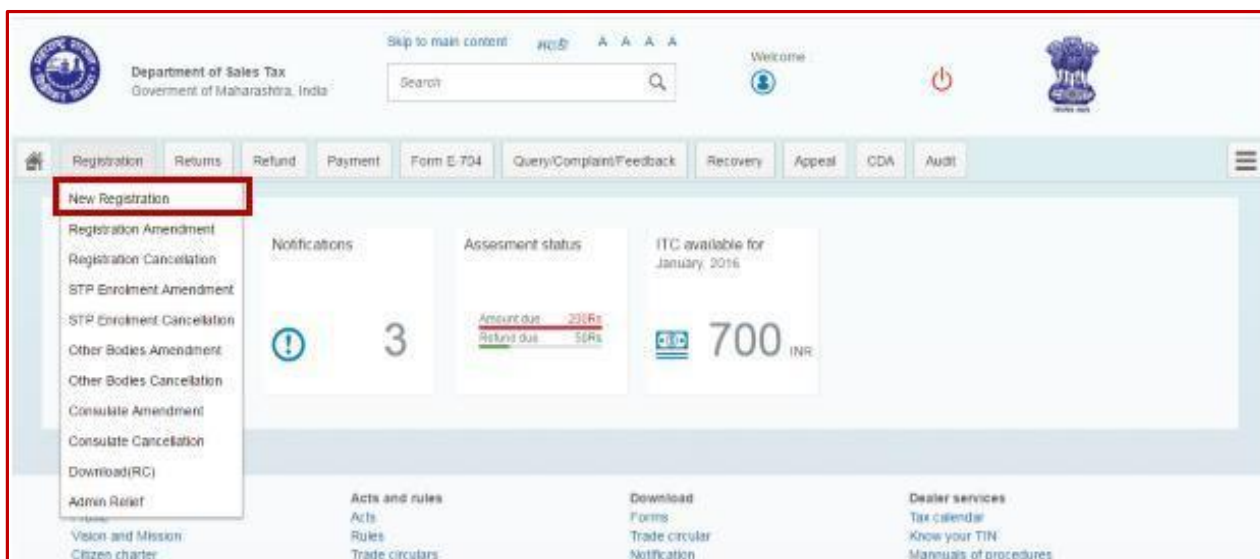 Skip to main content मराठी A A A A
Department of Sales Tax
Goverment of Maharashtra, India
Search
Welcome
Registration Returns Refund Payment Form E-704 Query/Complaint/Feedback Recovery Appeal CDA Audit
New Registration
Registration Amendment
Registration Cancellation
STP Enrolment Amendment
STP Enrolment Cancellation
Other Bodies Amendment
Other Bodies Cancellation
Consulate Amendment
Consulate Cancellation
Download(RC)
Admin Relief
Notifications
3
Assesment status
Amount due 200Rs
Refund due 50Rs
ITC available for
January, 2016
700 INR
Vision and Mission
Citizen charter
Acts and rules
Acts
Rules
Trade circulars
Download
Forms
Trade circular
Notification
Dealer services
Tax calendar
Know your TIN
Mannuals of procedures